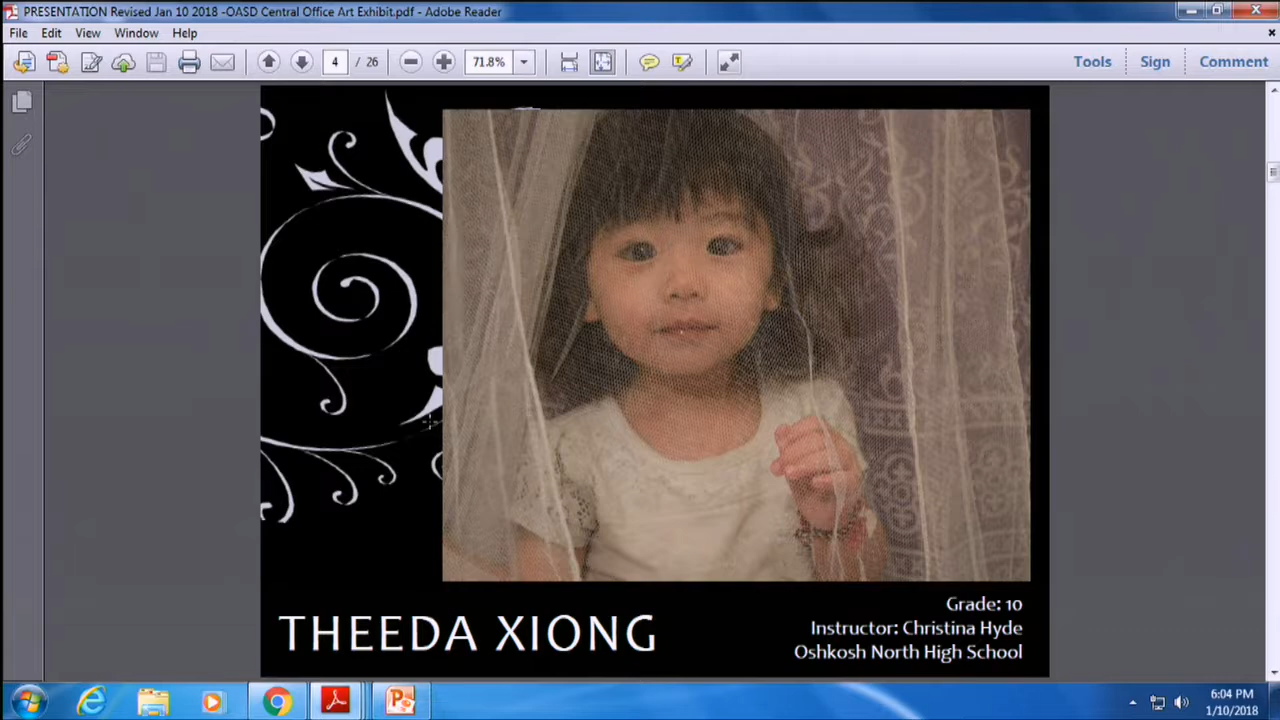 PRESENTATION Revised Jan 10 2018 -OASD Central Office Art Exhibit.pdf - Adobe Reader
File Edit View Window Help
4 / 26 71.8% Tools Sign Comment
THEEDA XIONG
Grade: 10
Instructor: Christina Hyde
Oshkosh North High School
6:04 PM
1/10/2018